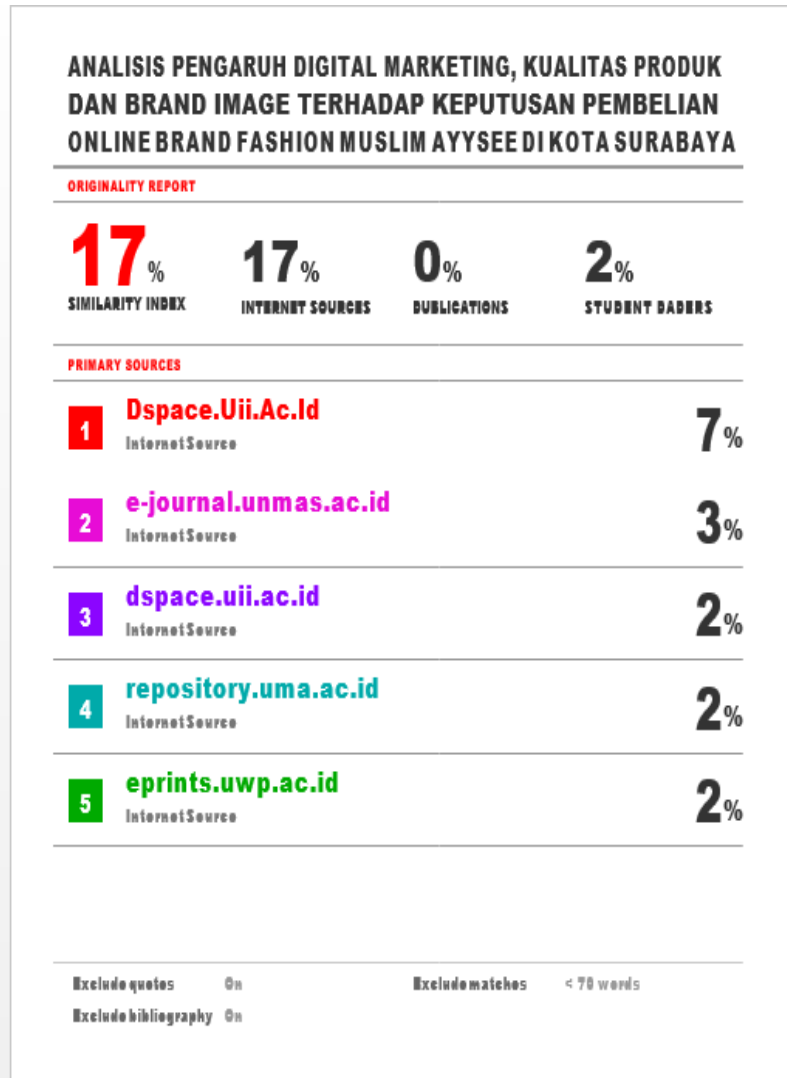 ANALISIS PENGARUH DIGITAL MARKETING, KUALITAS PRODUK
DAN BRAND IMAGE TERHADAP KEPUTUSAN PEMBELIAN
ONLINE BRAND FASHION MUSLIM AYYSEE DI KOTA SURABAYA
ORIGINALITY REPORT
17% 17% 0% 2%
SIMILARITY INDEX INTERNET SOURCES PUBLICATIONS STUDENT PAPERS
PRIMARY SOURCES
1 Dspace.Uii.Ac.Id 7%
Internet Source
2 e-journal.unmas.ac.id 3%
Internet Source
3 dspace.uii.ac.id 2%
Internet Source
4 repository.uma.ac.id 2%
Internet Source
5 eprints.uwp.ac.id 2%
Internet Source
Exclude quotes On Exclude matches < 70 words
Exclude bibliography On